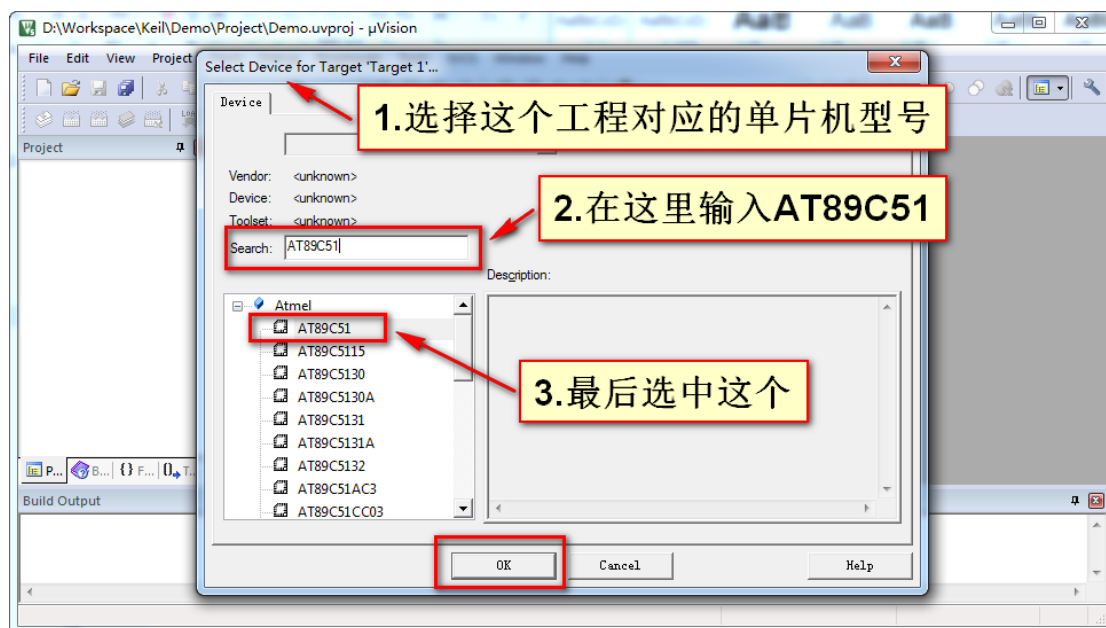 D:\Workspace\Keil\Demo\Project\Demo.uvproj - µVision
File Edit View Project
Select Device for Target 'Target 1'...
Device
1.选择这个工程对应的单片机型号
Project
Vendor: <unknown>
Device: <unknown>
Toolset: <unknown>
2.在这里输入AT89C51
Search: AT89C51
Description:
Atmel
AT89C51
AT89C5115
AT89C5130
AT89C5130A
AT89C5131
AT89C5131A
AT89C5132
AT89C51AC3
AT89C51CC03
3.最后选中这个
P... B... {} F... 0 T...
Build Output
OK Cancel Help